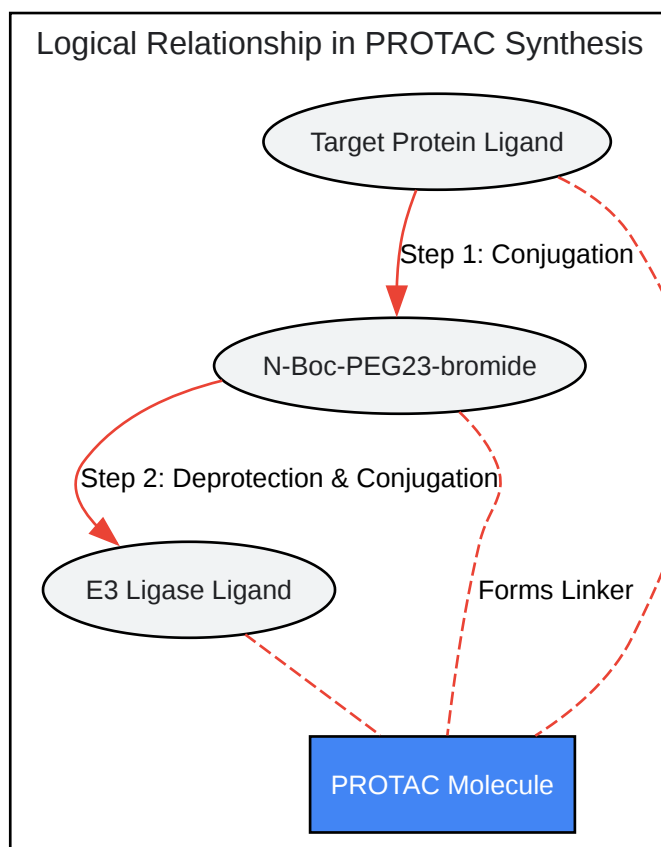 Logical Relationship in PROTAC Synthesis
Target Protein Ligand
Step 1: Conjugation
N-Boc-PEG23-bromide
Step 2: Deprotection & Conjugation
E3 Ligase Ligand
Forms Linker
PROTAC Molecule